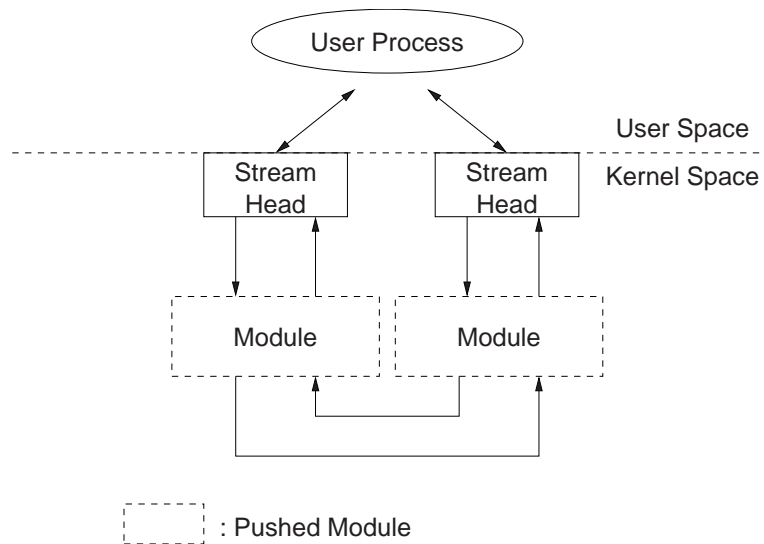 User Process
User Space
Kernel Space
Stream
Head
Stream
Head
Module
Module
: Pushed Module